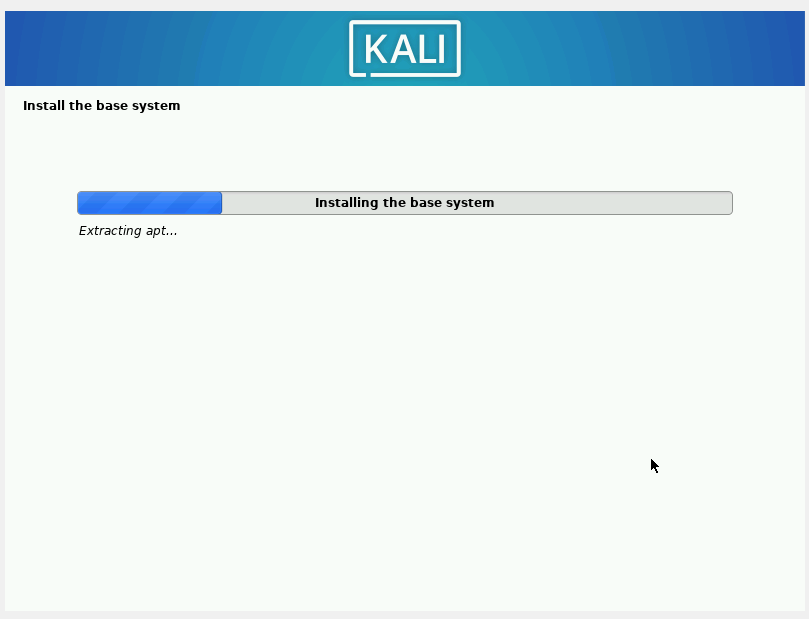 KALI
Install the base system
Installing the base system
Extracting apt...